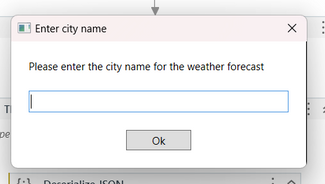 Enter city name
Please enter the city name for the weather forecast
Ok
Deserialize JSON